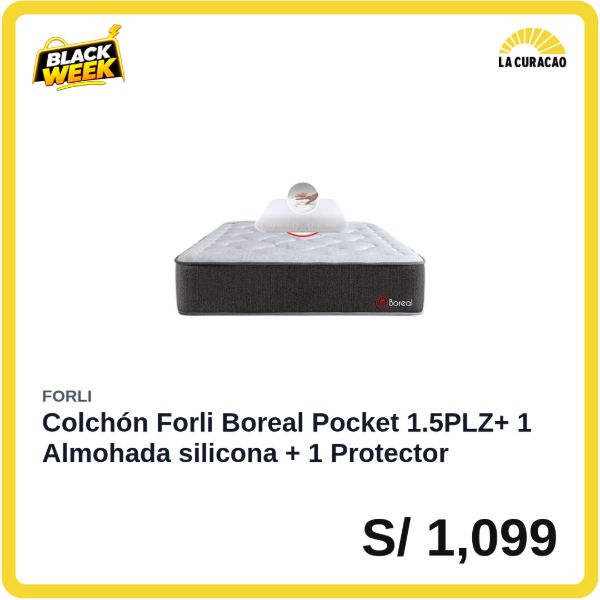 BLACK
WEEK
LA CURACAO
Boreal
FORLI
Colchón Forli Boreal Pocket 1.5PLZ+ 1
Almohada silicona + 1 Protector
S/ 1,099